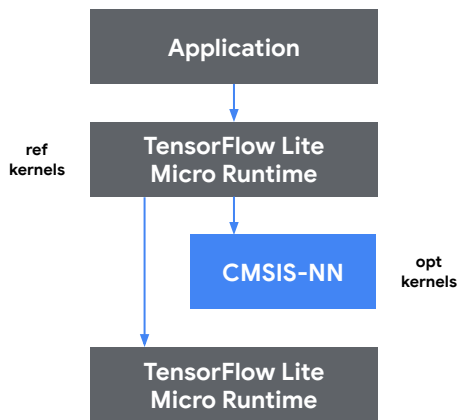 Application
ref
kernels
TensorFlow Lite
Micro Runtime
CMSIS-NN
opt
kernels
TensorFlow Lite
Micro Runtime